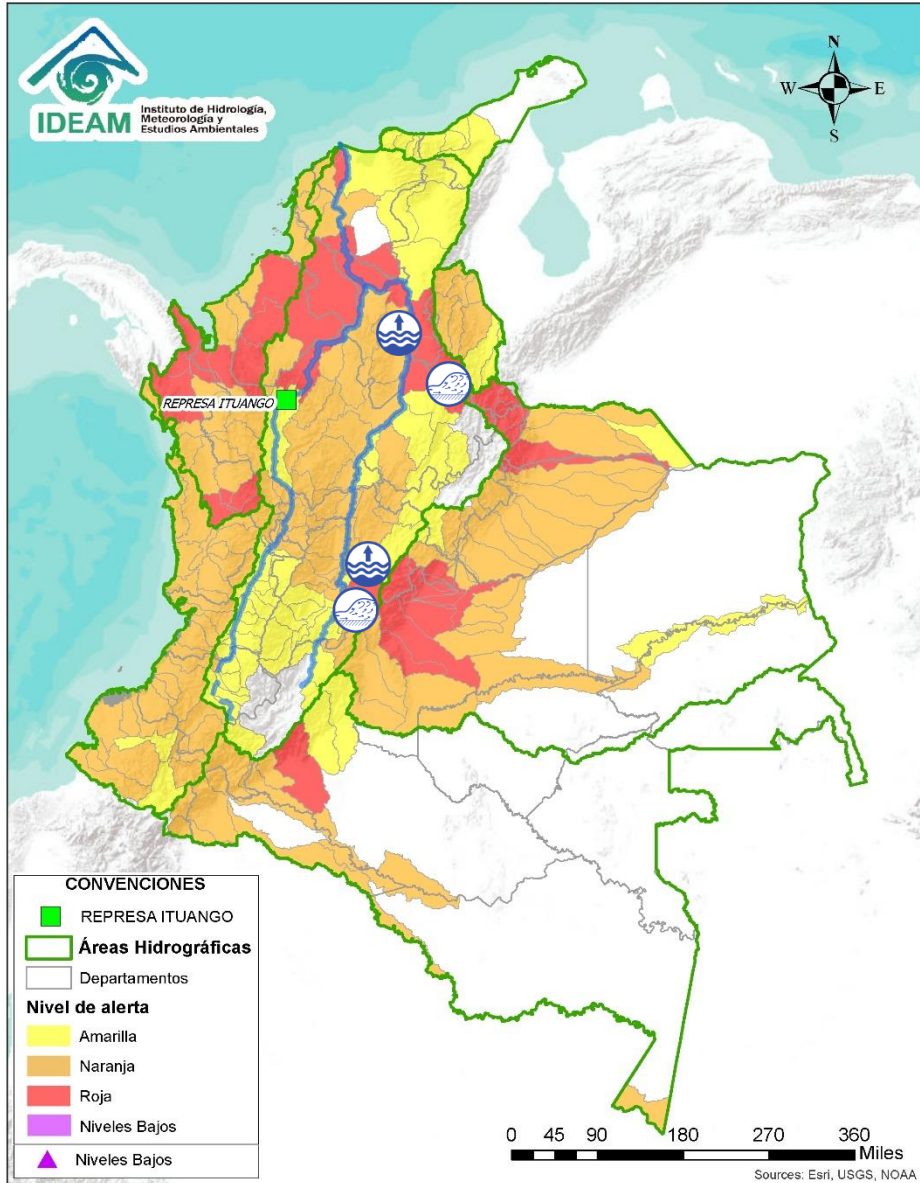 IDEAM
Instituto de Hidrología,
Meteorología y
Estudios Ambientales
N
W
E
S
REPRESA ITUANGO
CONVENCIONES
REPRESA ITUANGO
Áreas Hidrográficas
Departamentos
Nivel de alerta
Amarilla
Naranja
Roja
Niveles Bajos
Niveles Bajos
0 45 90 180 270 360
Miles
Sources: Esri, USGS, NOAA